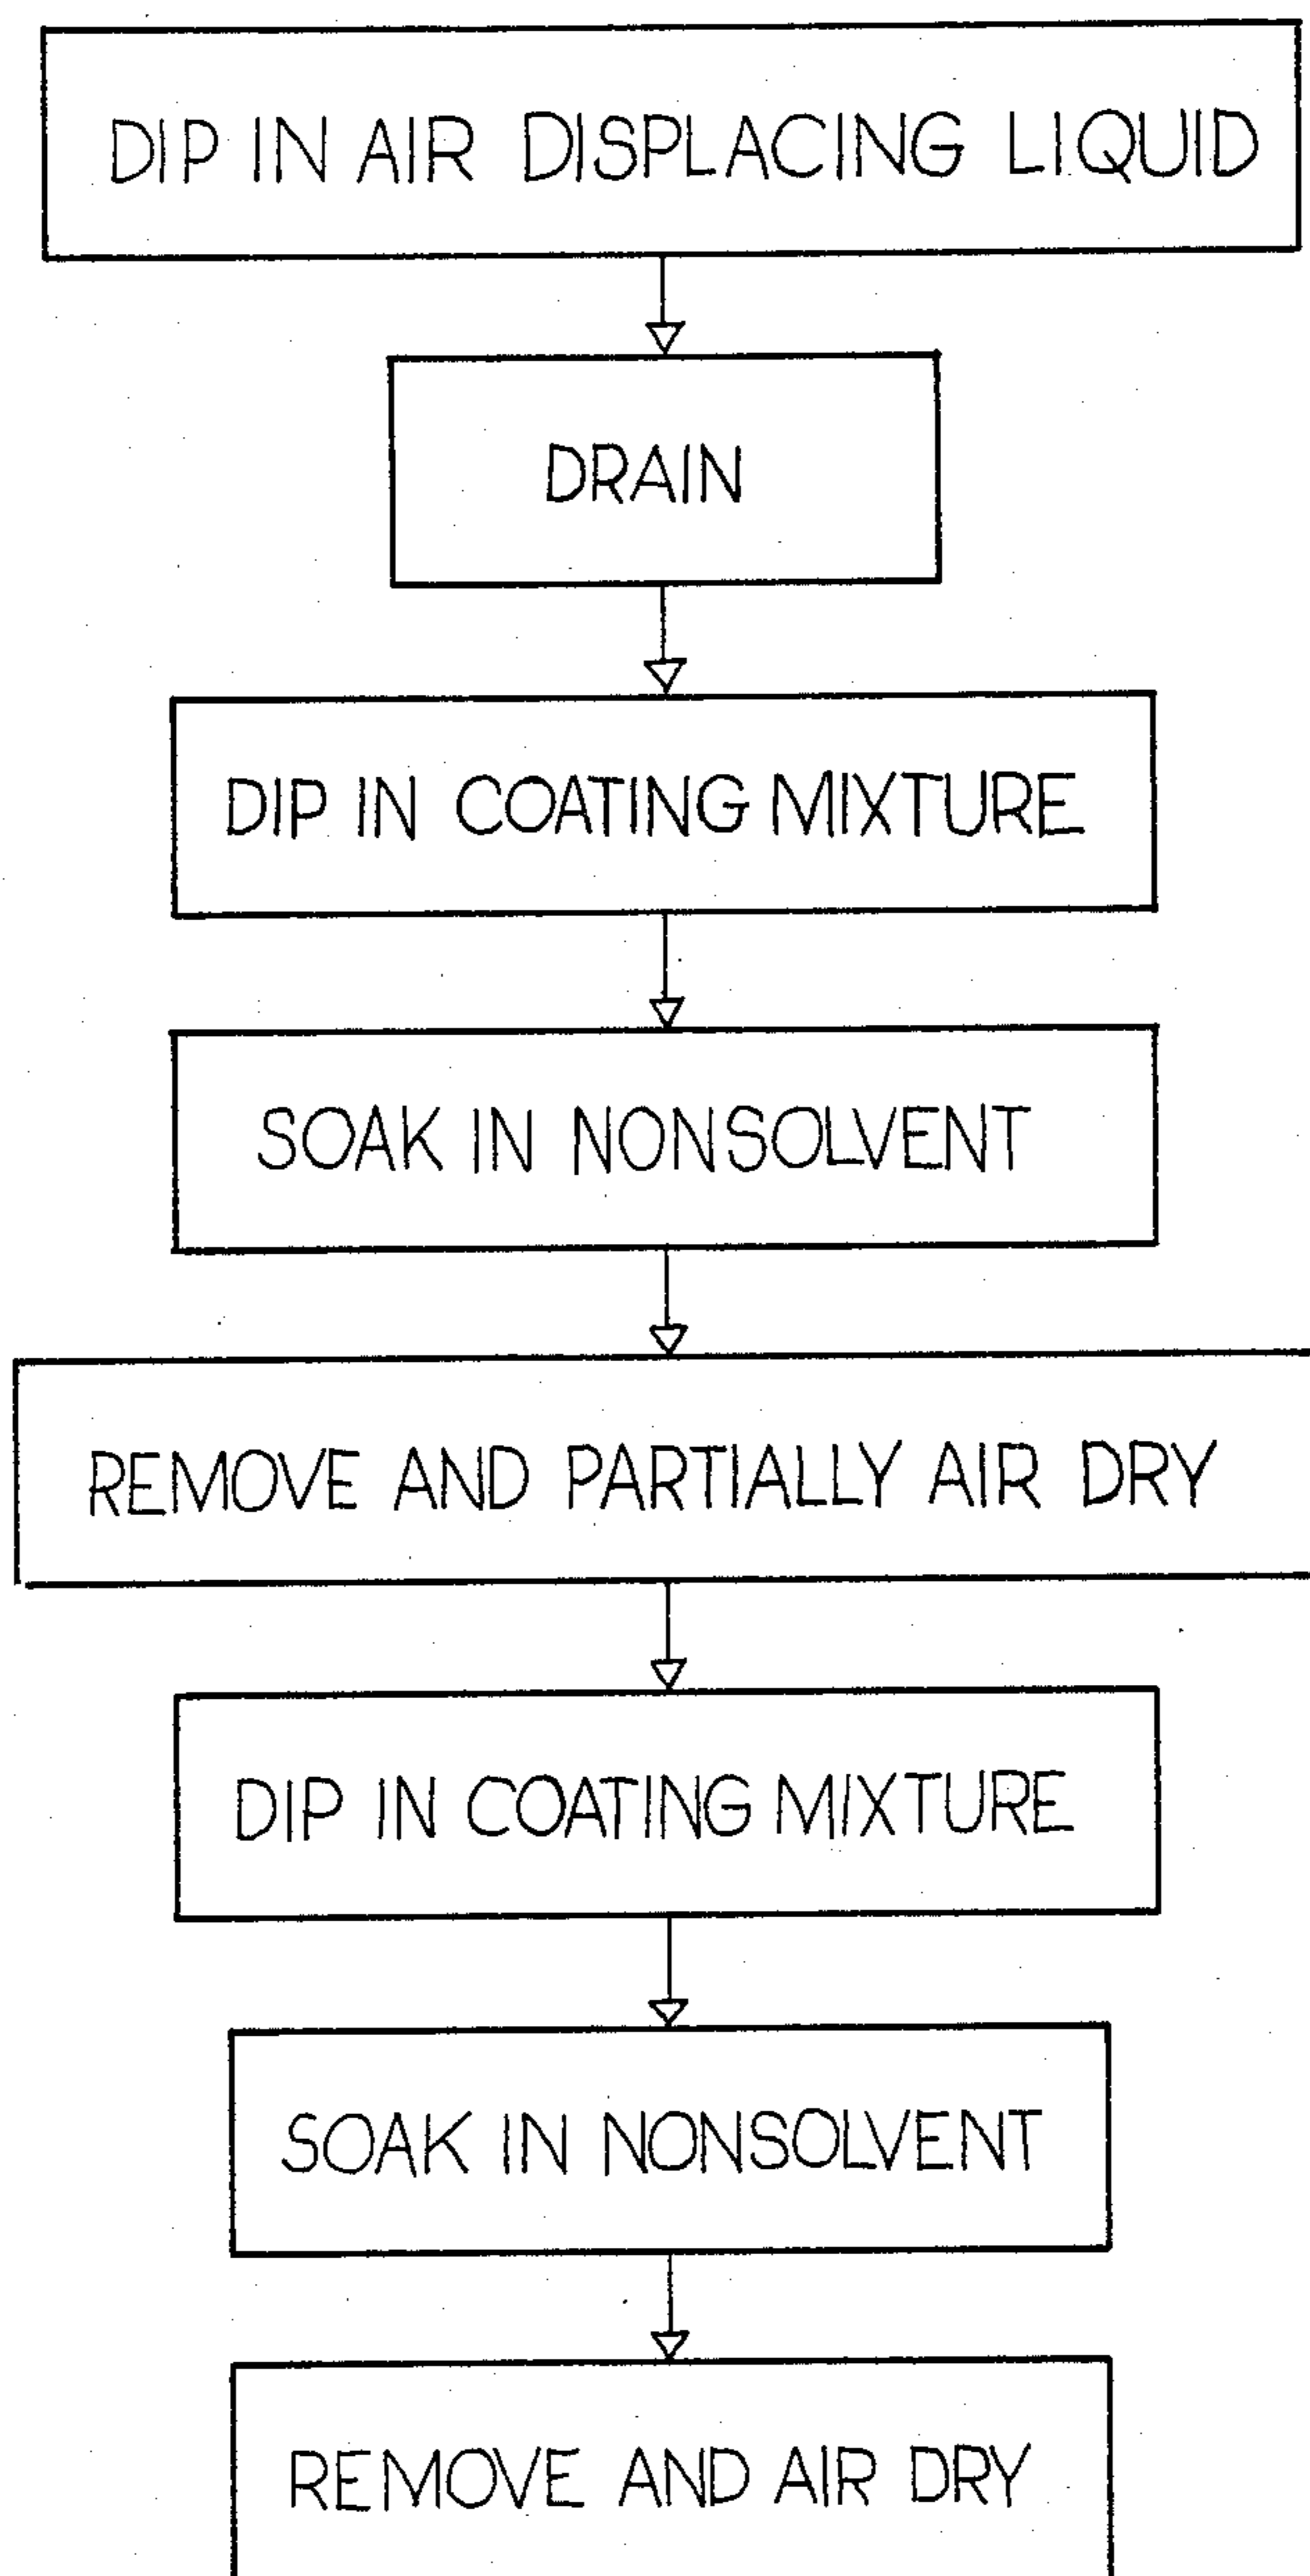 DIP IN AIR DISPLACING LIQUID
DRAIN
DIP IN COATING MIXTURE
SOAK IN NONSOLVENT
REMOVE AND PARTIALLY AIR DRY
DIP IN COATING MIXTURE
SOAK IN NONSOLVENT
REMOVE AND AIR DRY